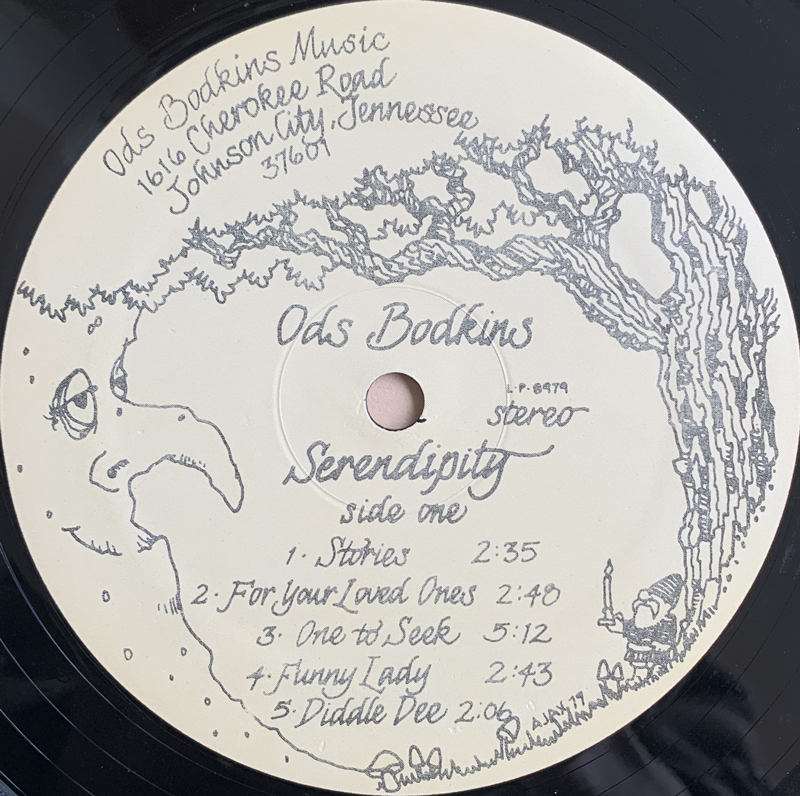 Ods Bodkins Music
1616 Cherokee Road
Johnson City, Tennessee
37601
Ods Bodkins
L.P. 8979
stereo
Serendipity
side one
1. Stories 2:35
2. For Your Loved Ones 2:48
3. One to Seek 5:12
4. Funny Lady 2:43
5. Diddle Dee 2:06